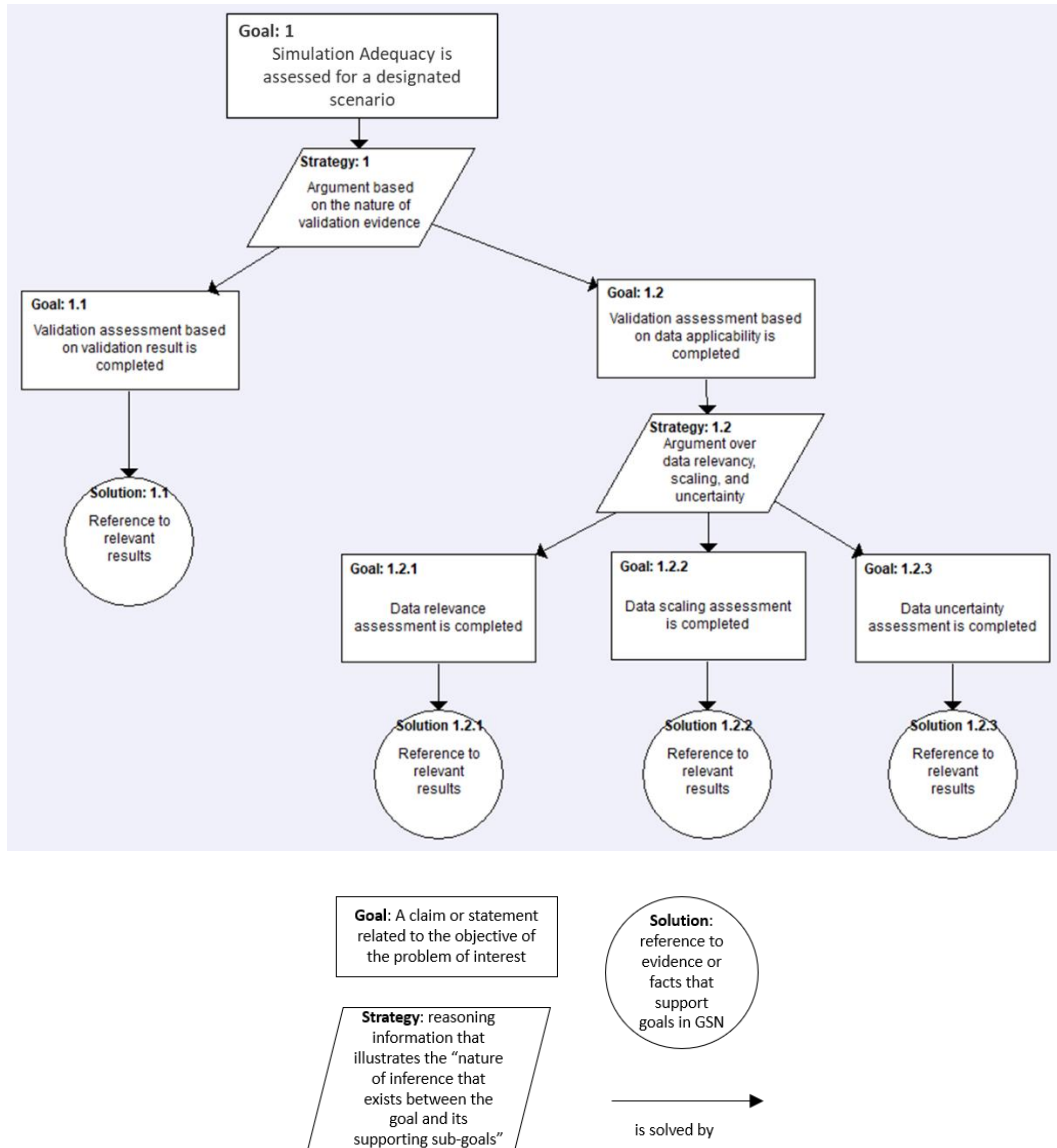 Goal: 1
Simulation Adequacy is
assessed for a designated
scenario
Strategy: 1
Argument based
on the nature of
validation evidence
Goal: 1.1
Validation assessment based
on validation result is
completed
Goal: 1.2
Validation assessment based
on data applicability is
completed
Strategy: 1.2
Argument over
data relevancy,
scaling, and
uncertainty
Solution: 1.1
Reference to
relevant
results
Goal: 1.2.1
Data relevance
assessment is completed
Goal: 1.2.2
Data scaling assessment
is completed
Goal: 1.2.3
Data uncertainty
assessment is completed
Solution 1.2.1
Reference to
relevant
results
Solution 1.2.2
Reference to
relevant
results
Solution 1.2.3
Reference to
relevant
results
Goal: A claim or statement
related to the objective of
the problem of interest
Solution:
reference to
evidence or
facts that
support
goals in GSN
Strategy: reasoning
information that
illustrates the “nature
of inference that
exists between the
goal and its
supporting sub-goals”
is solved by